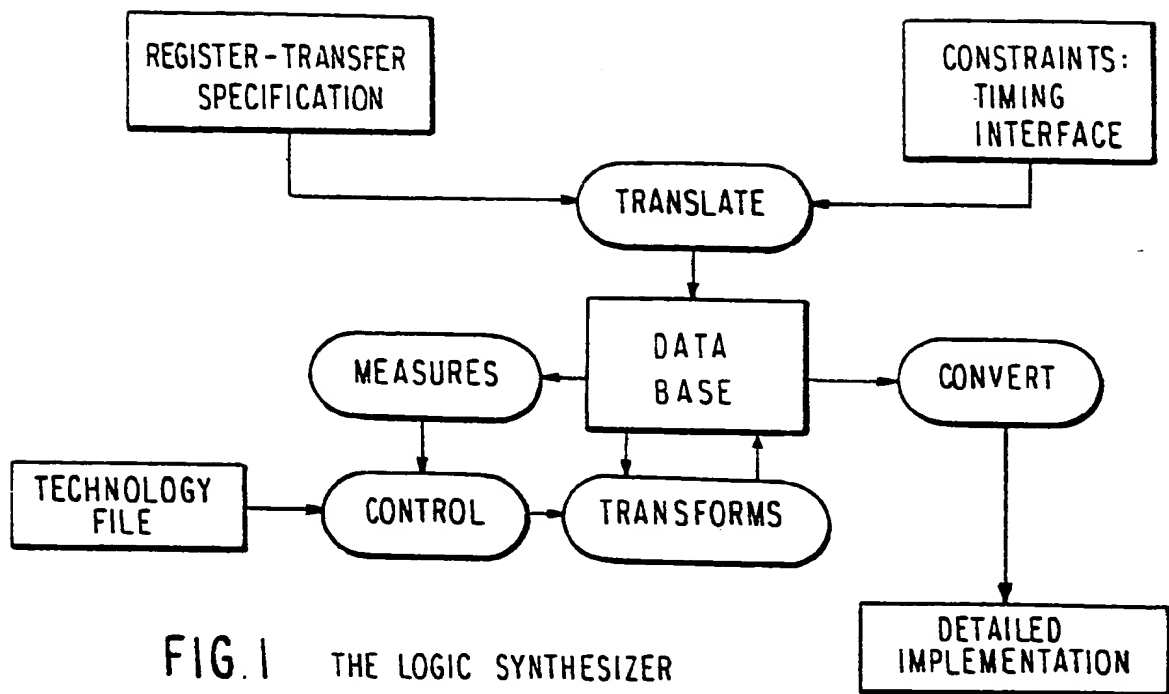 REGISTER-TRANSFER
SPECIFICATION
CONSTRAINTS:
TIMING
INTERFACE
TRANSLATE
DATA
BASE
MEASURES
CONVERT
TECHNOLOGY
FILE
CONTROL
TRANSFORMS
DETAILED
IMPLEMENTATION
FIG.1 THE LOGIC SYNTHESIZER